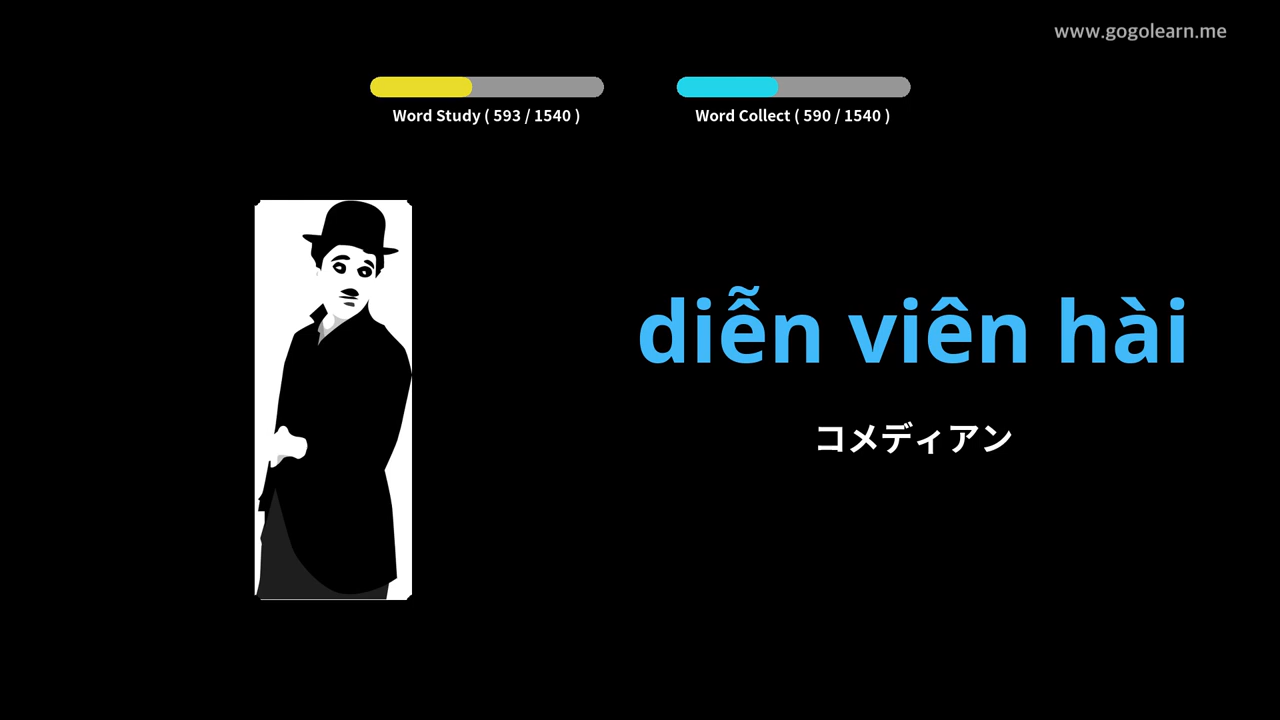 www.gogolearn.me
Word Study ( 593 / 1540 )
Word Collect ( 590 / 1540 )
diễn viên hài
コメディアン